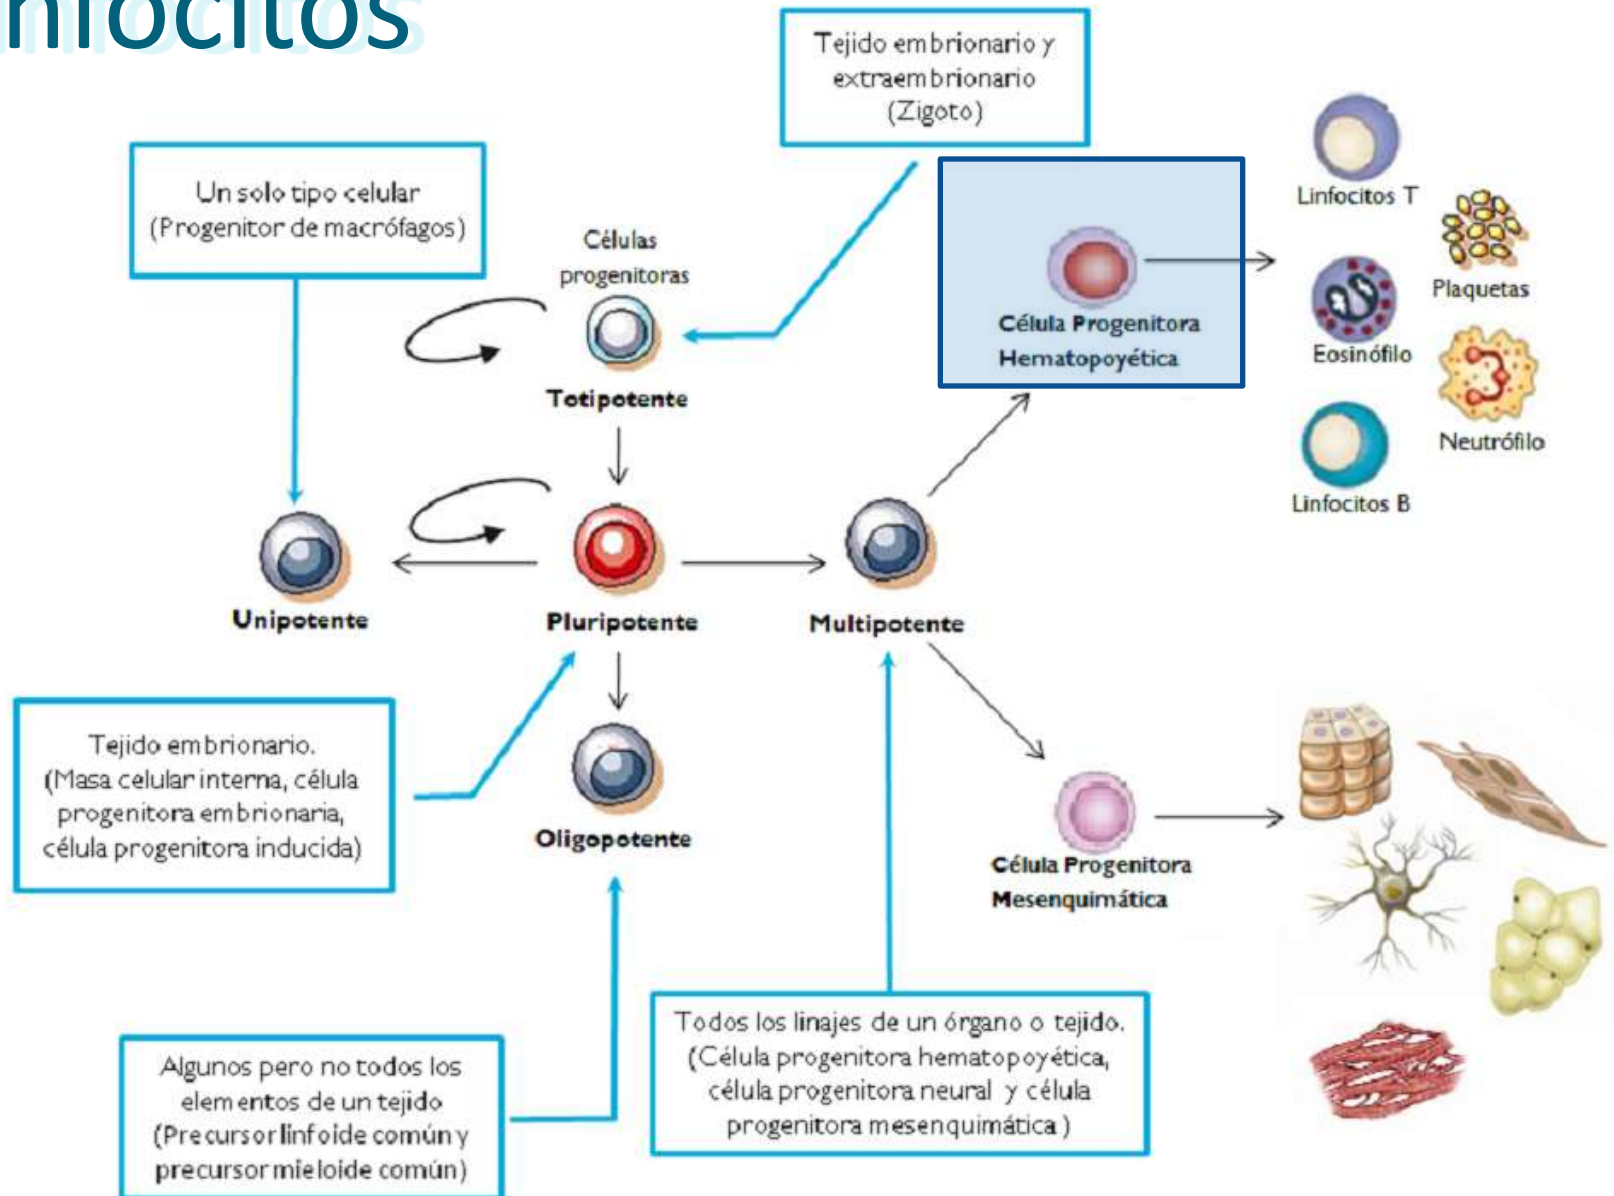 nfocitos
Tejido embrionario y
extraembrionario
(Zigoto)
Un solo tipo celular
(Progenitor de macrófagos)
Células
progenitoras
Totipotente
Célula Progenitora
Hematopoyética
Linfocitos T
Plaquetas
Eosinófilo
Neutrófilo
Linfocitos B
Unipotente
Pluripotente
Multipotente
Tejido embrionario.
(Masa celular interna, célula
progenitora embrionaria,
célula progenitora inducida)
Oligopotente
Célula Progenitora
Mesenquimática
Algunos pero no todos los
elementos de un tejido
(Precursor linfoide común y
precursor mieloide común)
Todos los linajes de un órgano o tejido.
(Célula progenitora hematopoyética,
célula progenitora neural y célula
progenitora mesenquimática)